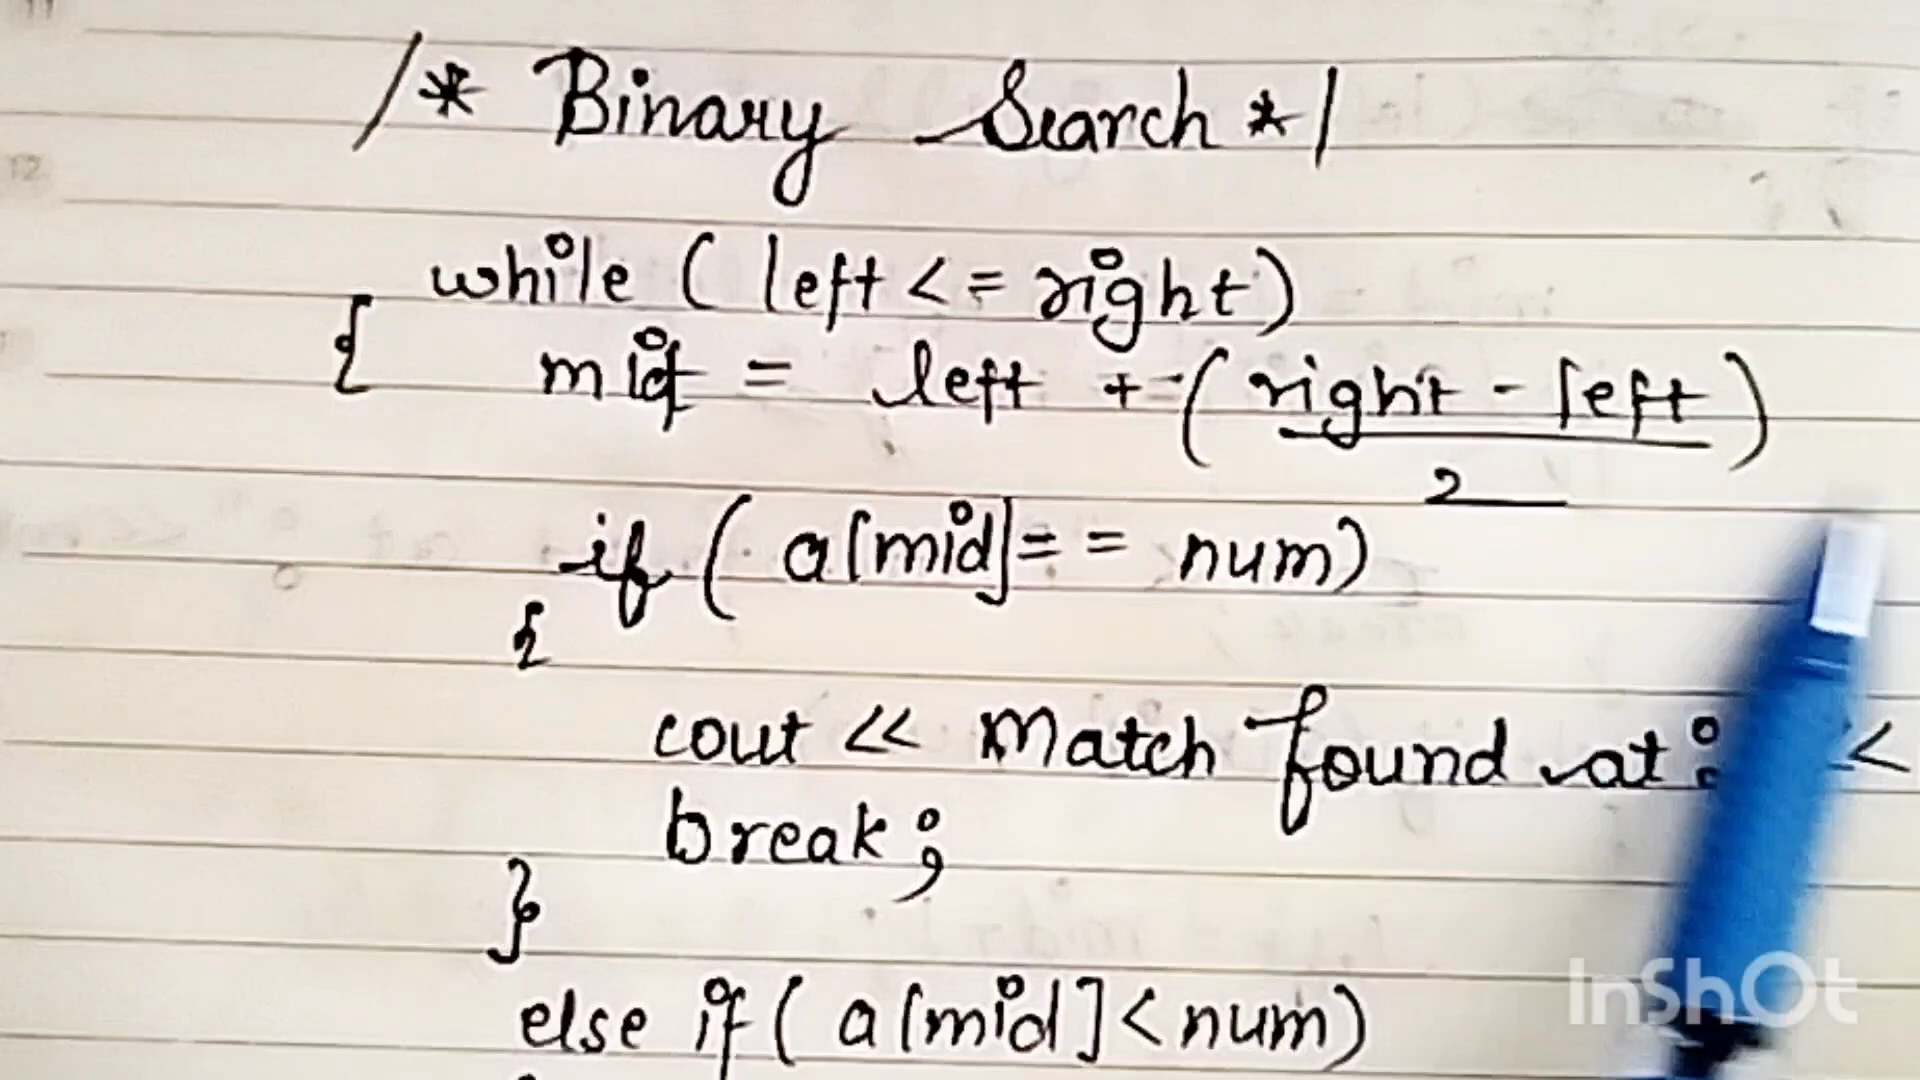 /* Binary Search */
while ( left <= right)
{ mid = left + ( right - left )
2
if ( a[mid] == num)
{
cout << Match found at : <
break ;
}
else if ( a[mid] < num)
InShOt